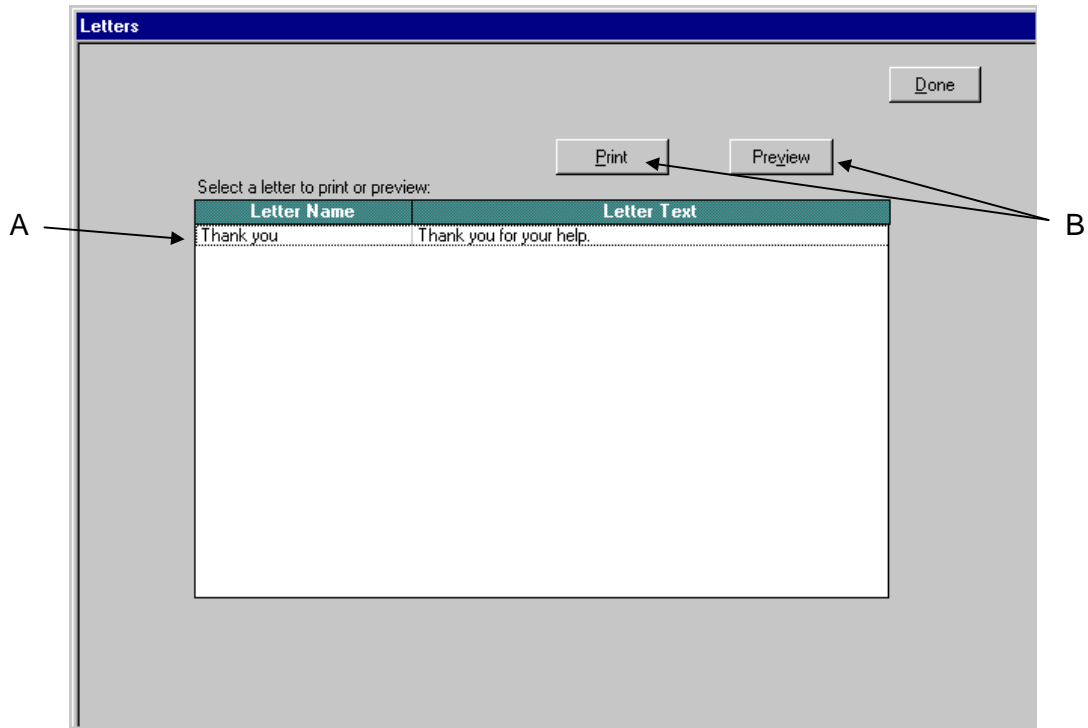 Letters
Done
Print Preview
Select a letter to print or preview:
Letter Name Letter Text
A Thank you Thank you for your help. B